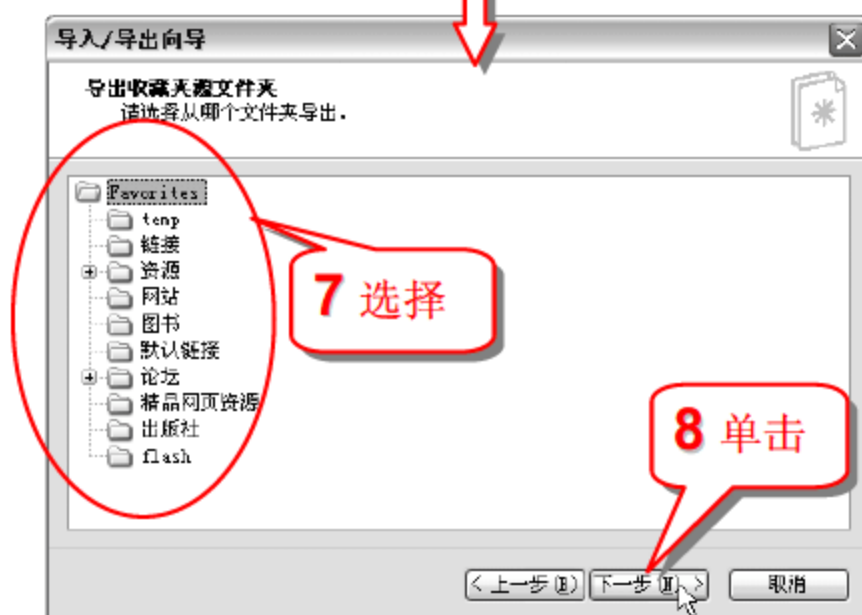 导入/导出向导
导出收藏夹源文件夹
请选择从哪个文件夹导出.
Favorites
temp
链接
资源
网站
图书
默认链接
论坛
精品网页资源
出版社
flash
7 选择
8 单击
< 上一步(B)
下一步(N) >
取消